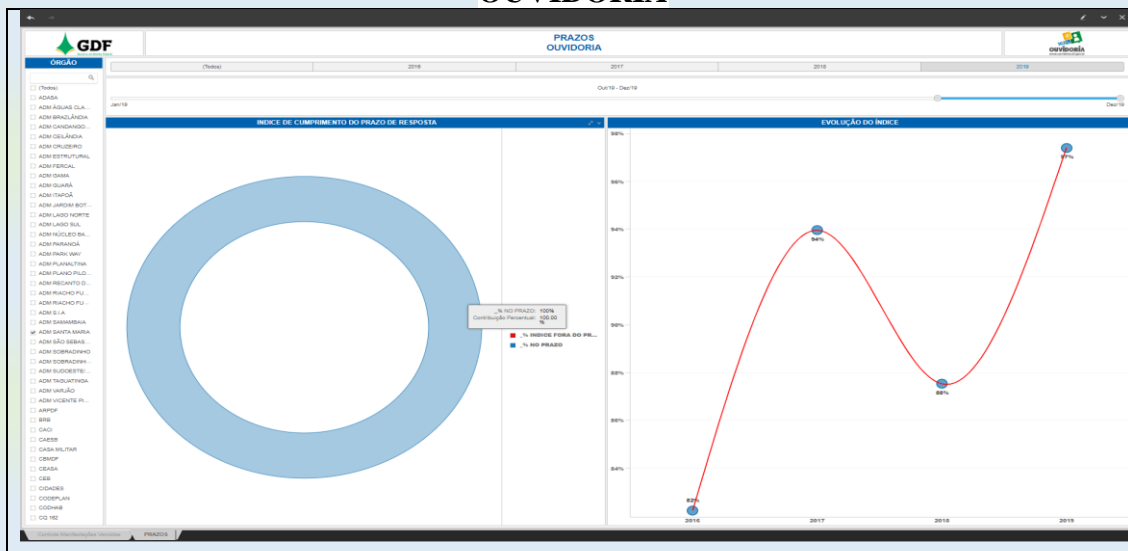 OUVIDORIA
GDF
PRAZOS
OUVIDORIA
OUVIDORIA
ÓRGÃO
(Todos)
2016
2017
2018
2019
Out/19 - Dez/19
Jan/16
Dez/19
(Todos)
ADASA
ADM ÁGUAS CLA...
ADM BRAZLÂNDIA
ADM CANDANGO...
ADM CEILÂNDIA
ADM CRUZEIRO
ADM ESTRUTURAL
ADM FERCAL
ADM GAMA
ADM GUARÁ
ADM ITAPOÃ
ADM JARDIM BOT...
ADM LAGO NORTE
ADM LAGO SUL
ADM NÚCLEO BA...
ADM PARANOÁ
ADM PARK WAY
ADM PLANALTINA
ADM PLANO PILO...
ADM RECANTO D...
ADM RIACHO FU...
ADM RIACHO FU...
ADM S.I.A
ADM SAMAMBAIA
ADM SANTA MARIA
ADM SÃO SEBAS...
ADM SOBRADINHO
ADM SOBRADINH...
ADM SUDOESTE/...
ADM TAGUATINGA
ADM VARJÃO
ADM VICENTE PI...
ARPDF
BRB
CACI
CAESB
CASA MILITAR
CBMDF
CEASA
CEB
CIDADES
CODEPLAN
CODHAB
CG 162
INDICE DE CUMPRIMENTO DO PRAZO DE RESPOSTA
_% NO PRAZO: 100%
Contribuição Percentual: 100.00
%
_% INDICE FORA DO PR...
_% NO PRAZO
EVOLUÇÃO DO ÍNDICE
98%
96%
94%
92%
90%
88%
86%
84%
82%
94%
88%
97%
2016
2017
2018
2019
PRAZOS